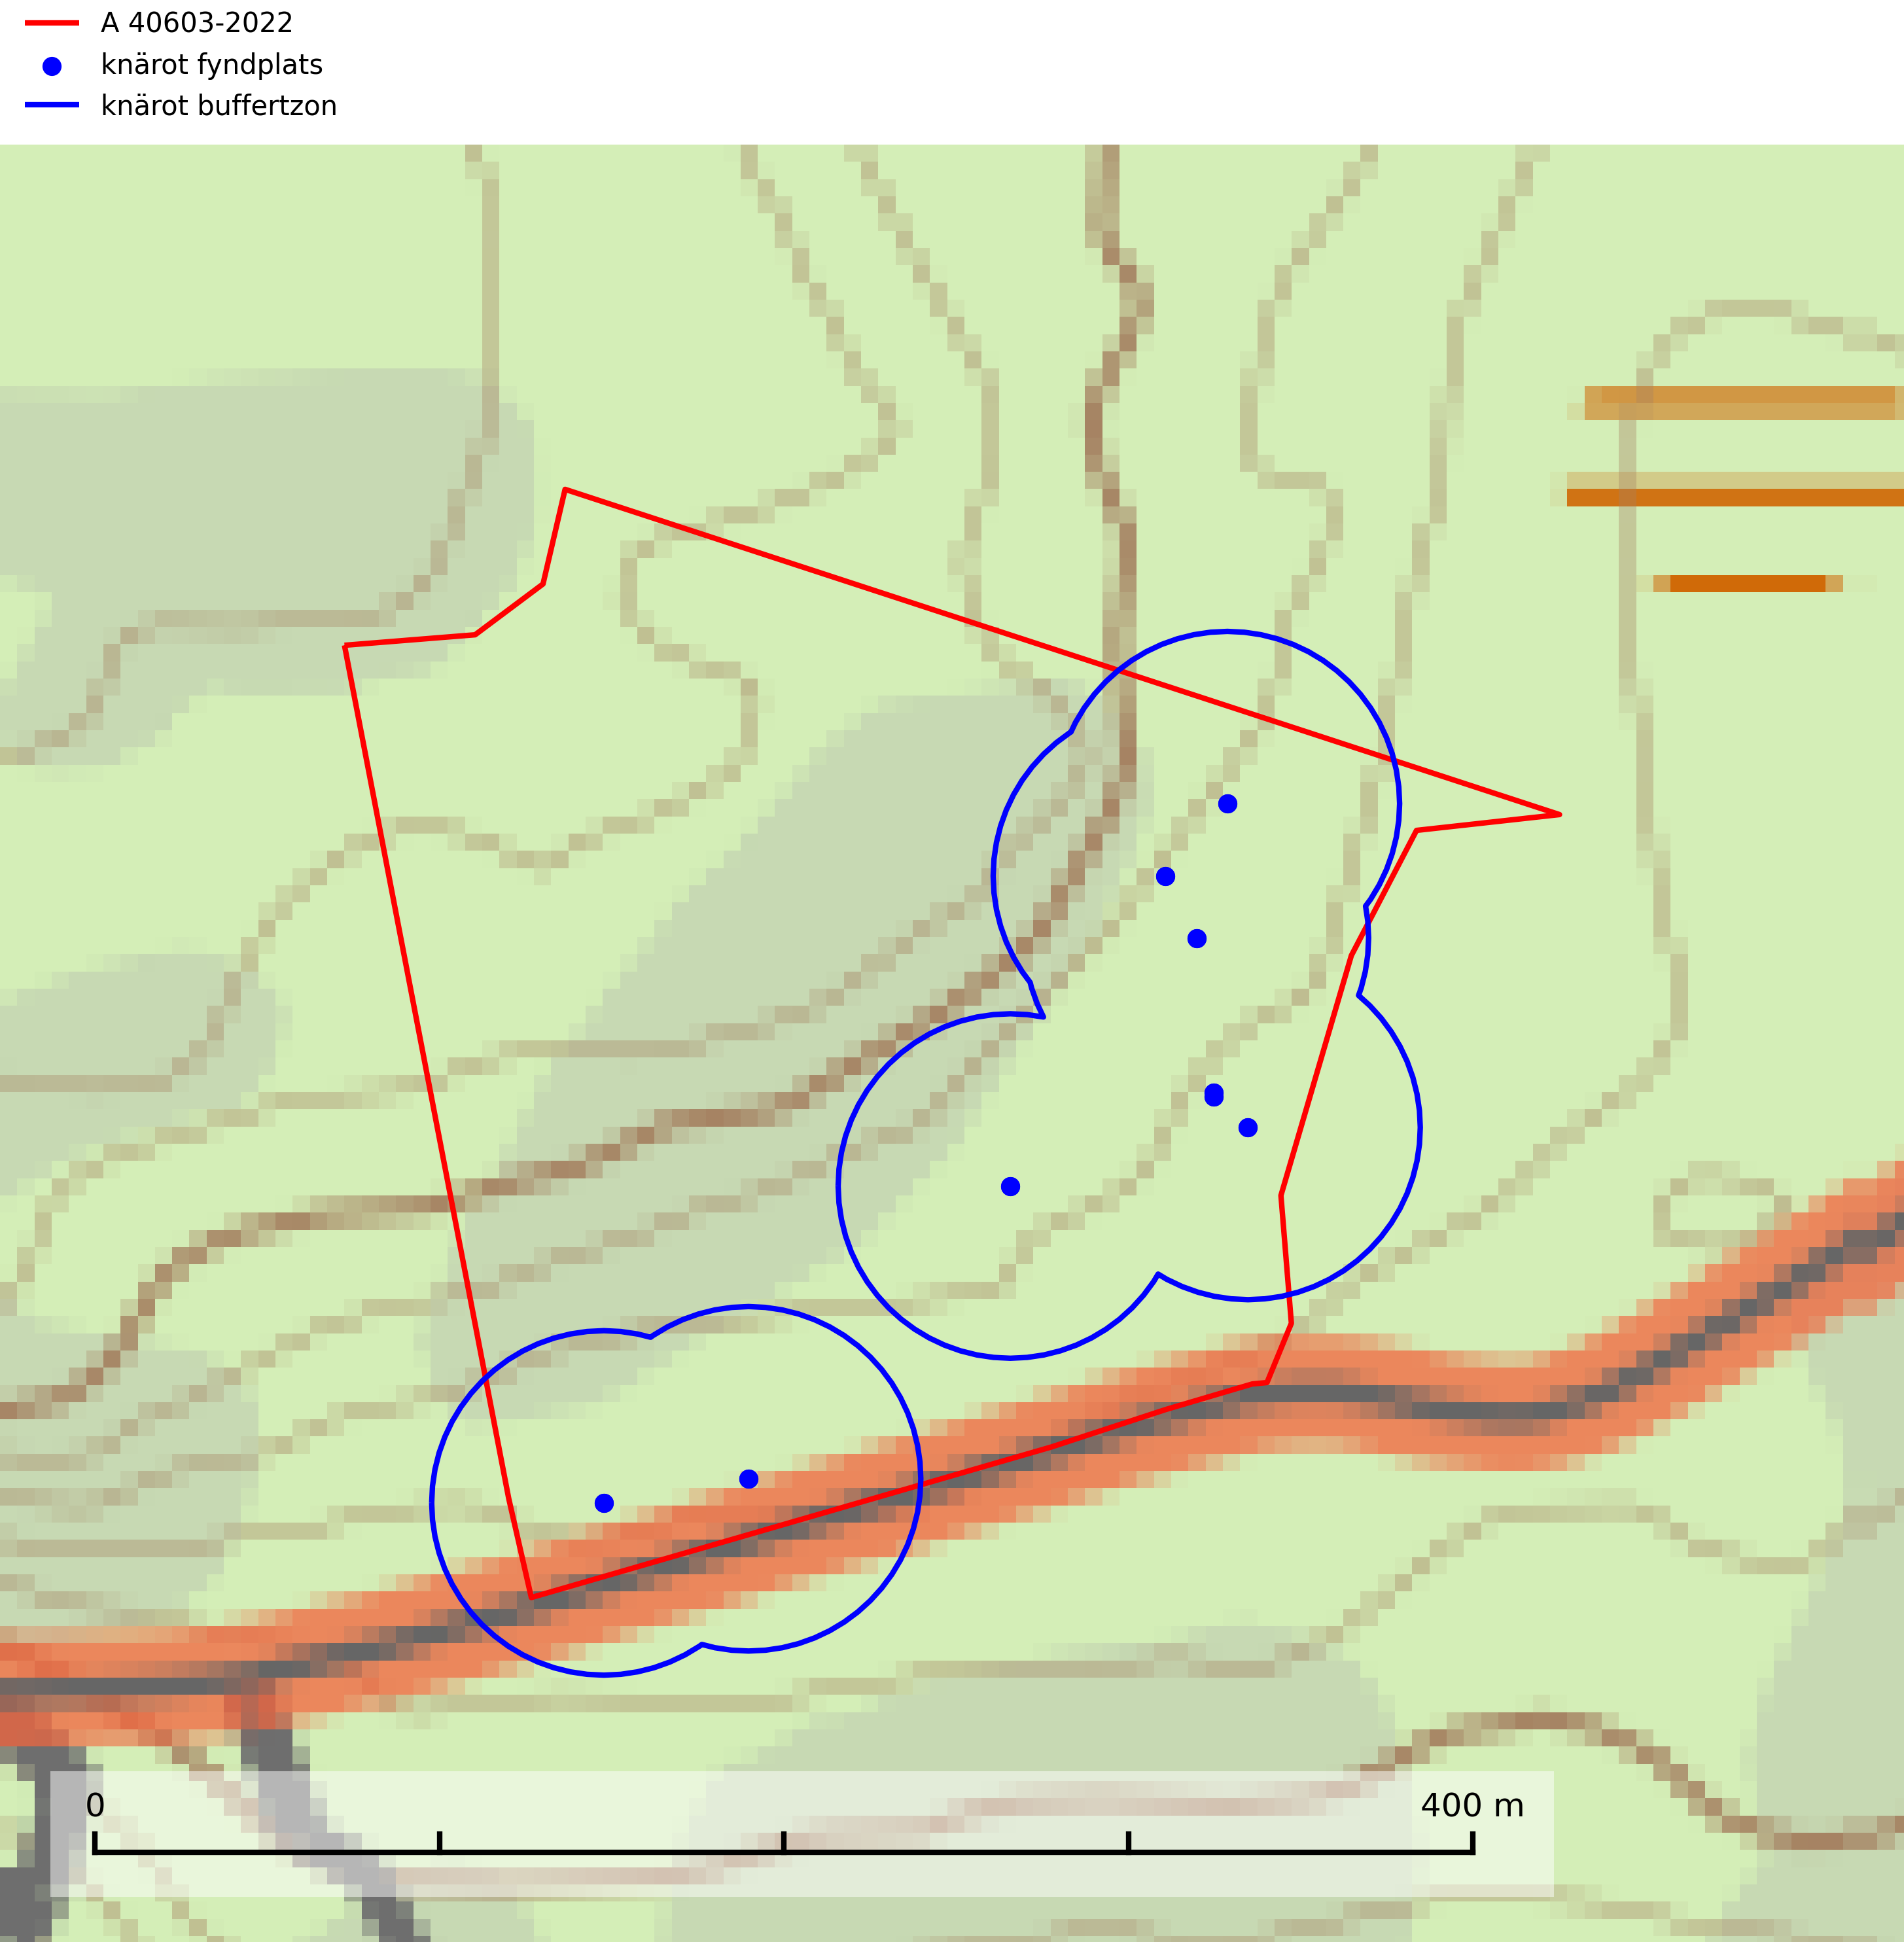 A 40603-2022
knärot fyndplats
knärot buffertzon
0 400 m